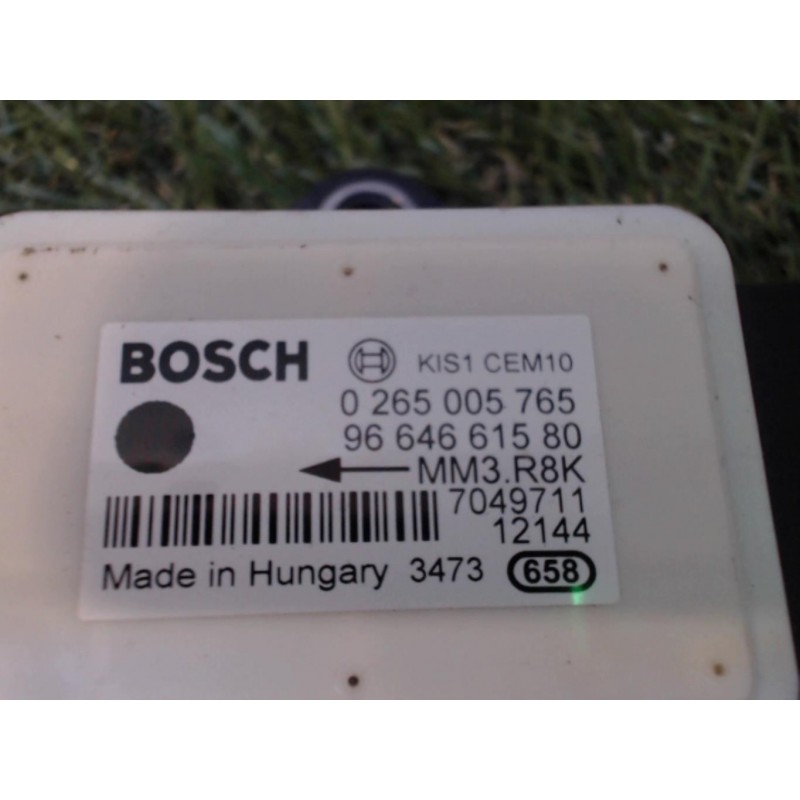 BOSCH KIS1 CEM10
0 265 005 765
96 646 615 80
MM3.R8K
7049711
12144
Made in Hungary 3473 658